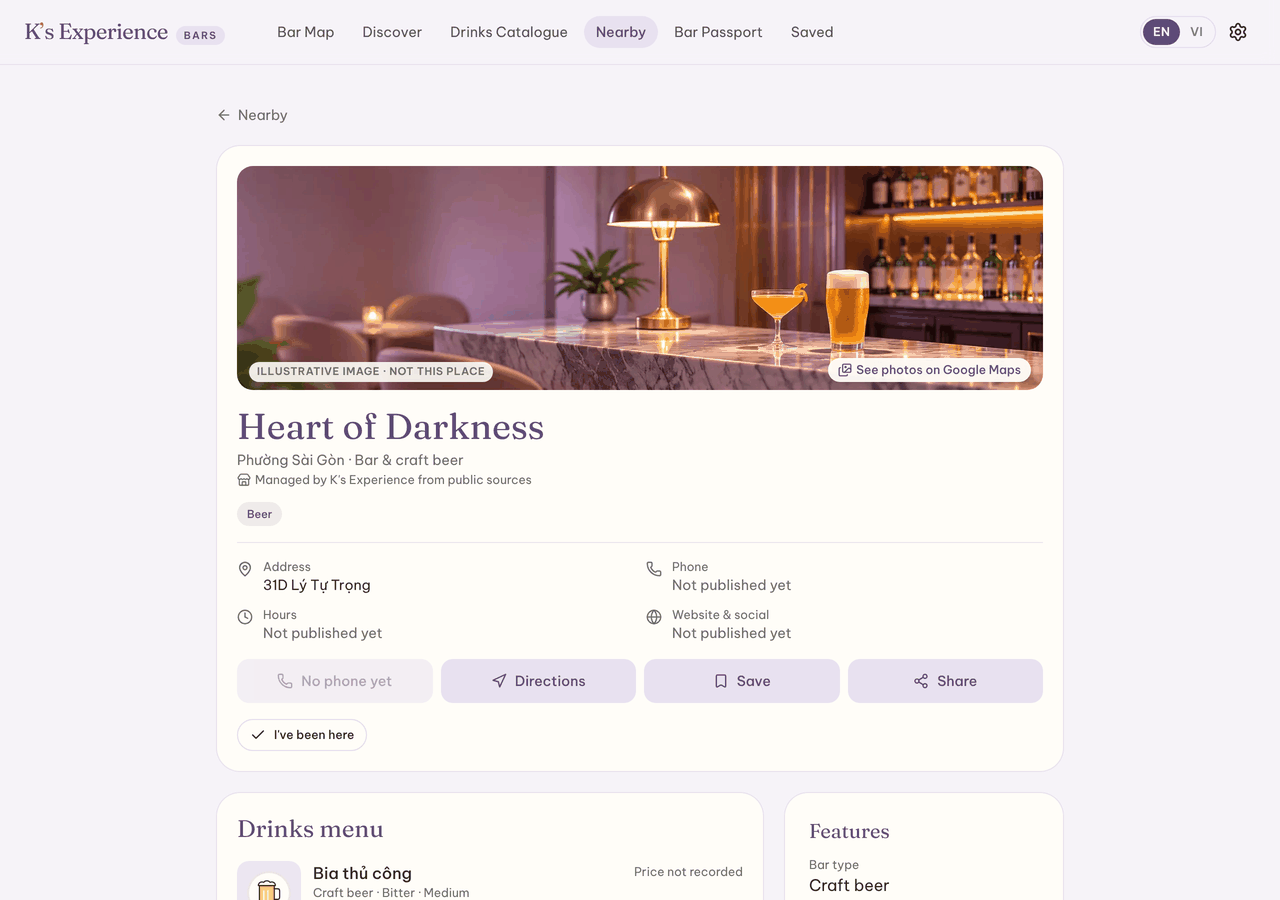 K's Experience BARS
Bar Map
Discover
Drinks Catalogue
Nearby
Bar Passport
Saved
EN
VI
Nearby
ILLUSTRATIVE IMAGE · NOT THIS PLACE
See photos on Google Maps
Heart of Darkness
Phường Sài Gòn · Bar & craft beer
Managed by K's Experience from public sources
Beer
Address
31D Lý Tự Trọng
Phone
Not published yet
Hours
Not published yet
Website & social
Not published yet
No phone yet
Directions
Save
Share
I've been here
Drinks menu
Bia thủ công
Price not recorded
Craft beer · Bitter · Medium
Features
Bar type
Craft beer